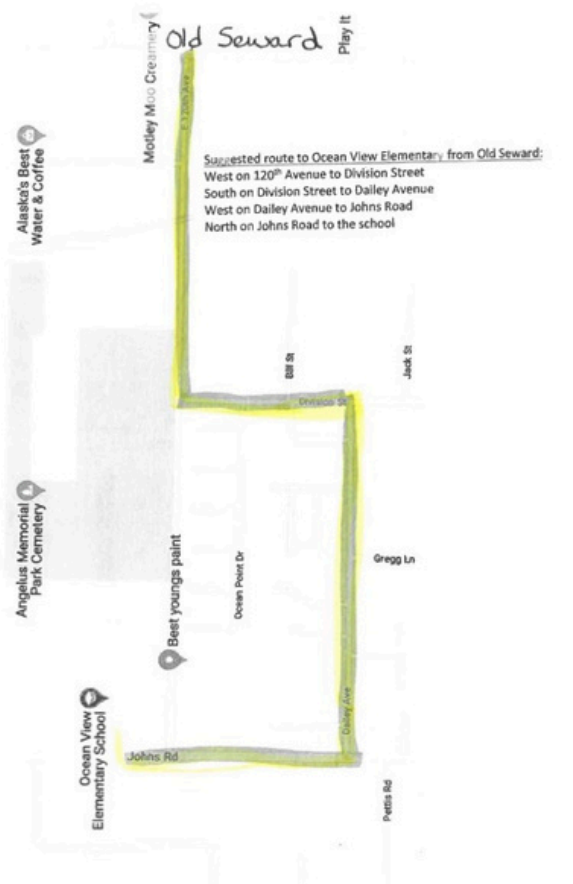 Old Seward
Play It
Motley Moo Creamery
E 120th Ave
Alaska's Best
Water & Coffee
Suggested route to Ocean View Elementary from Old Seward:
West on 120th Avenue to Division Street
South on Division Street to Dailey Avenue
West on Dailey Avenue to Johns Road
North on Johns Road to the school
Bill St
Jack St
Division St
Angelus Memorial
Park Cemetery
Best youngs paint
Ocean Point Dr
Gregg Ln
Ocean View
Elementary School
Dailey Ave
Johns Rd
Pettis Rd